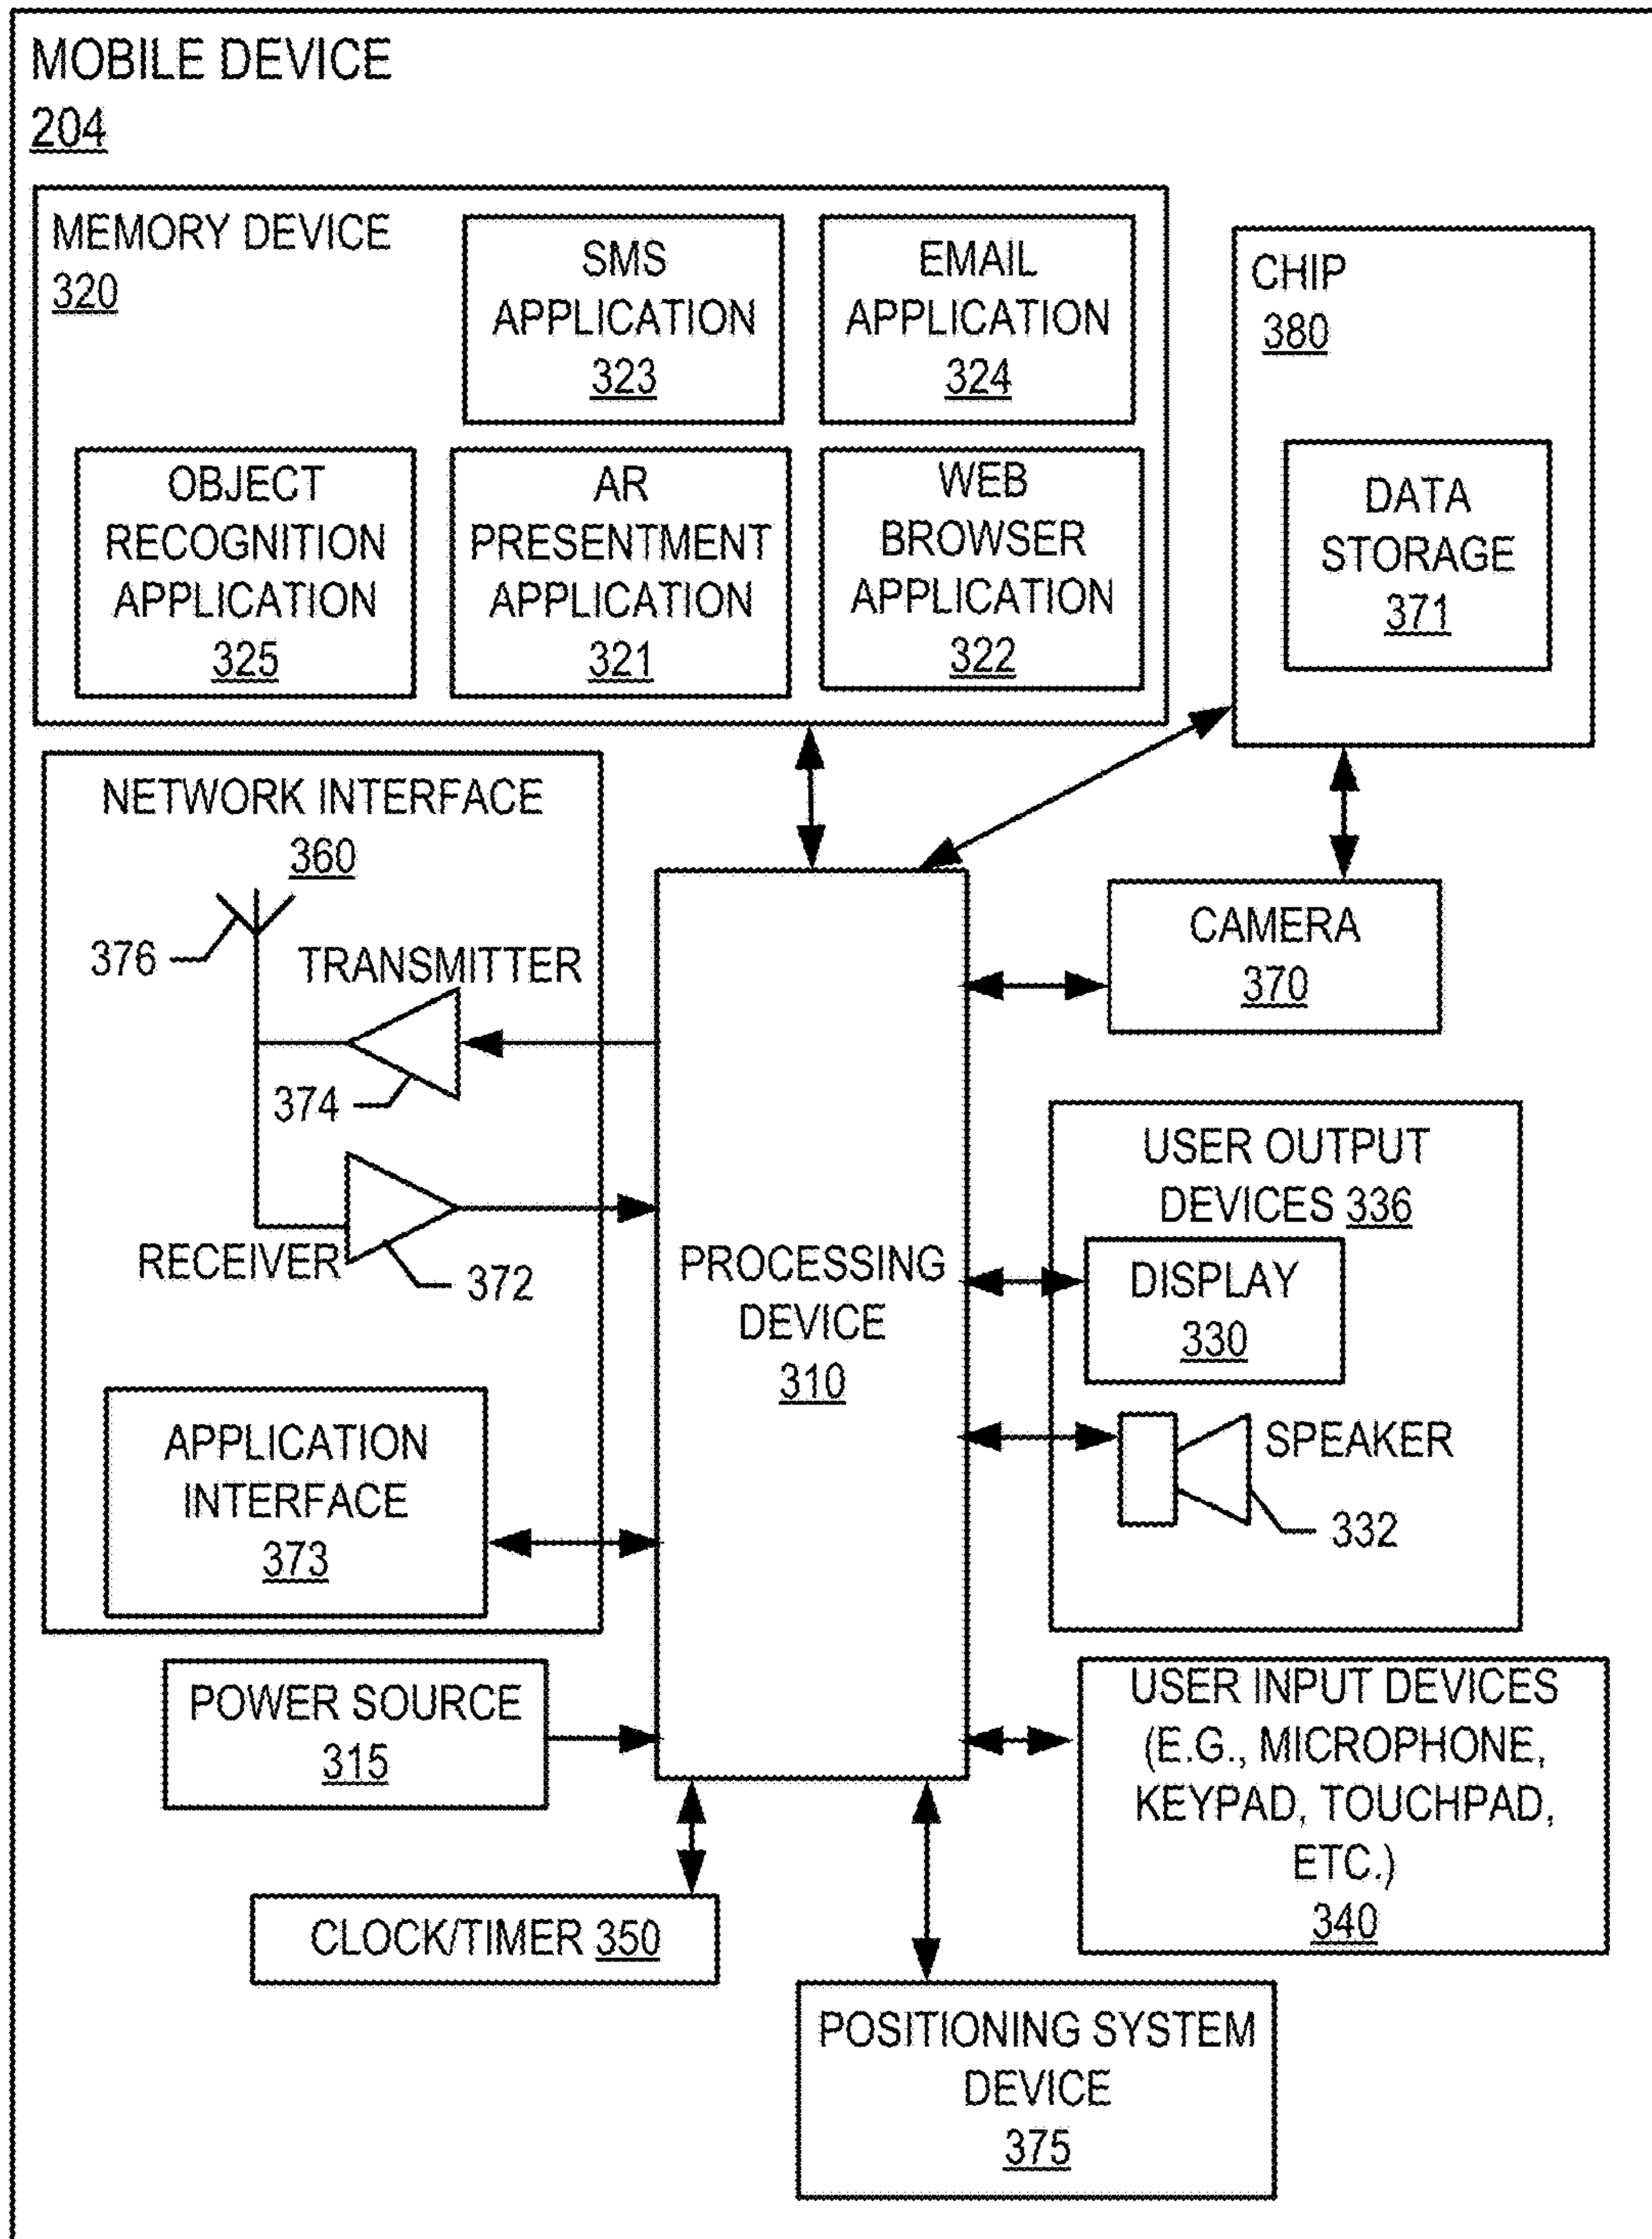 MOBILE DEVICE
204
MEMORY DEVICE
320
SMS
APPLICATION
323
EMAIL
APPLICATION
324
OBJECT
RECOGNITION
APPLICATION
325
AR
PRESENTMENT
APPLICATION
321
WEB
BROWSER
APPLICATION
322
CHIP
380
DATA
STORAGE
371
NETWORK INTERFACE
360
376
TRANSMITTER
374
RECEIVER
372
APPLICATION
INTERFACE
373
PROCESSING
DEVICE
310
CAMERA
370
USER OUTPUT
DEVICES 336
DISPLAY
330
SPEAKER
332
POWER SOURCE
315
USER INPUT DEVICES
(E.G., MICROPHONE,
KEYPAD, TOUCHPAD,
ETC.)
340
CLOCK/TIMER 350
POSITIONING SYSTEM
DEVICE
375